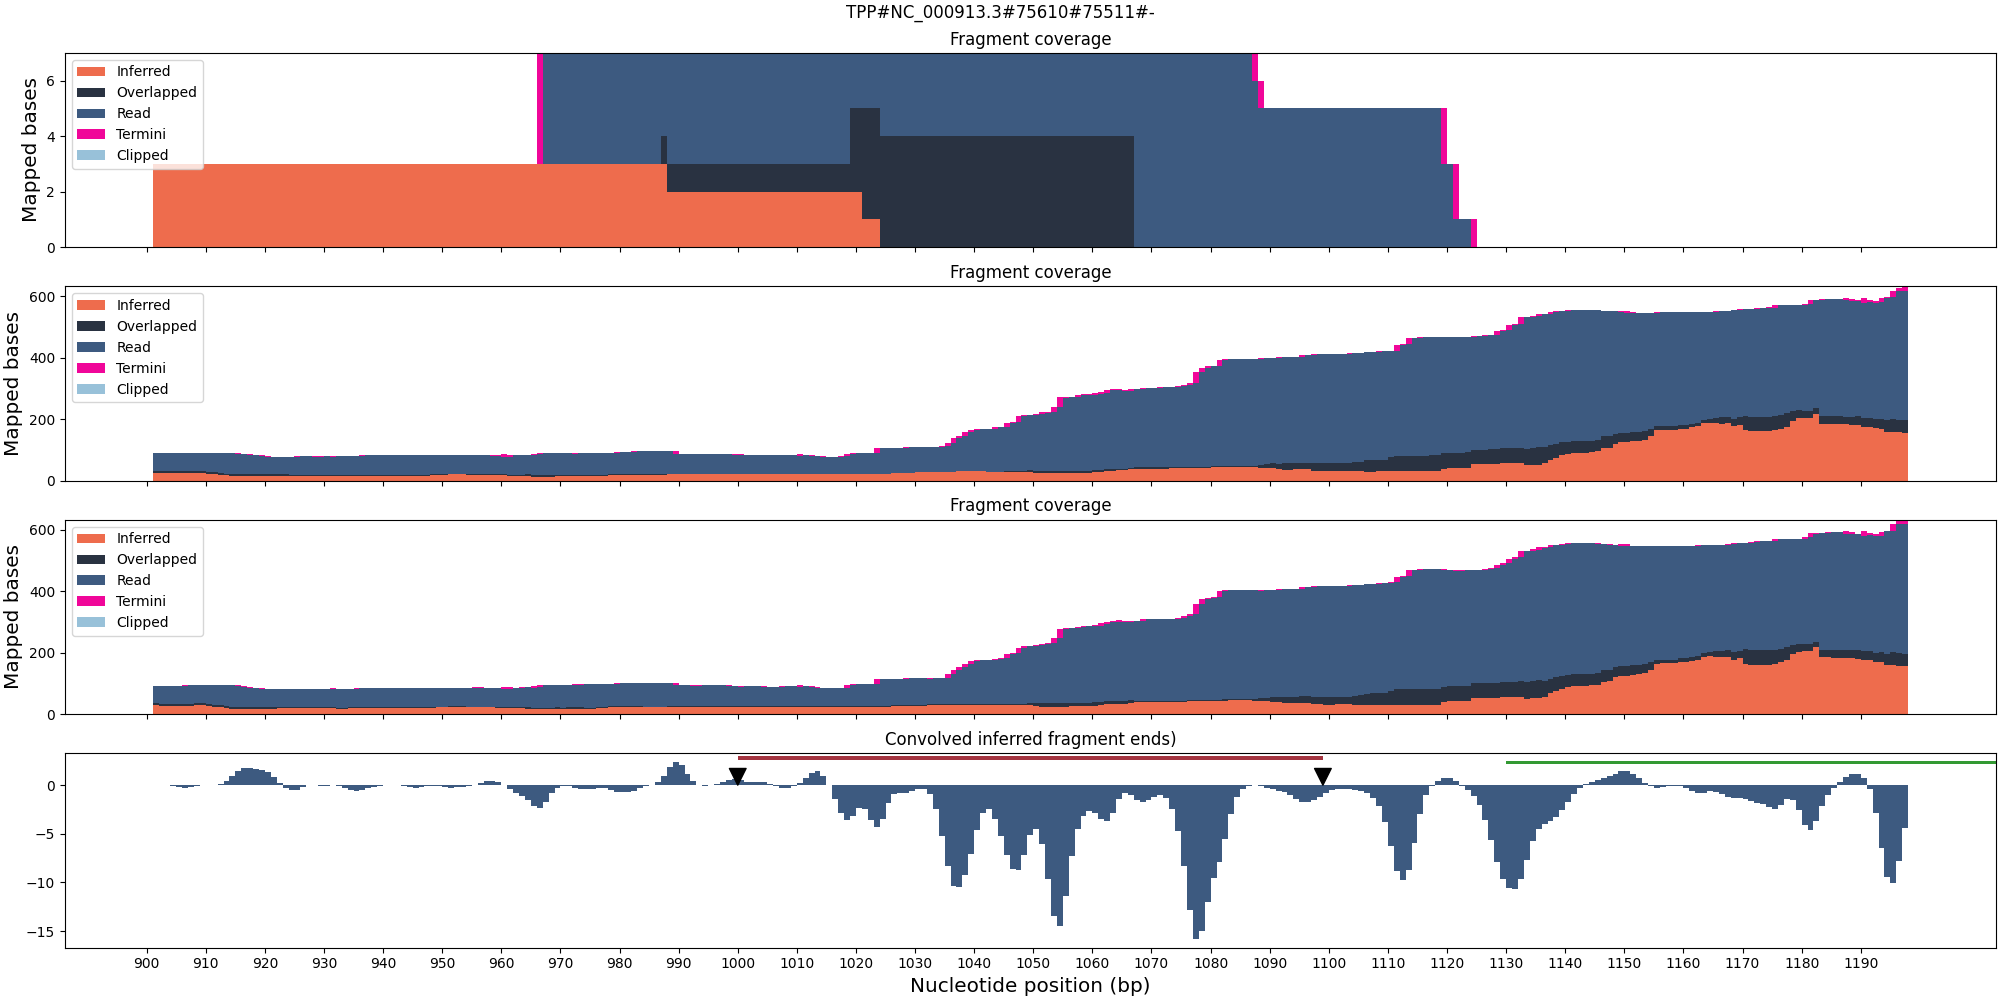 TPP#NC_000913.3#75610#75511#-
Fragment coverage
Mapped bases
6
4
2
0
Inferred
Overlapped
Read
Termini
Clipped
Fragment coverage
Mapped bases
600
400
200
0
Inferred
Overlapped
Read
Termini
Clipped
Fragment coverage
Mapped bases
600
400
200
0
Inferred
Overlapped
Read
Termini
Clipped
Convolved inferred fragment ends)
0
−5
−10
−15
900 910 920 930 940 950 960 970 980 990 1000 1010 1020 1030 1040 1050 1060 1070 1080 1090 1100 1110 1120 1130 1140 1150 1160 1170 1180 1190
Nucleotide position (bp)